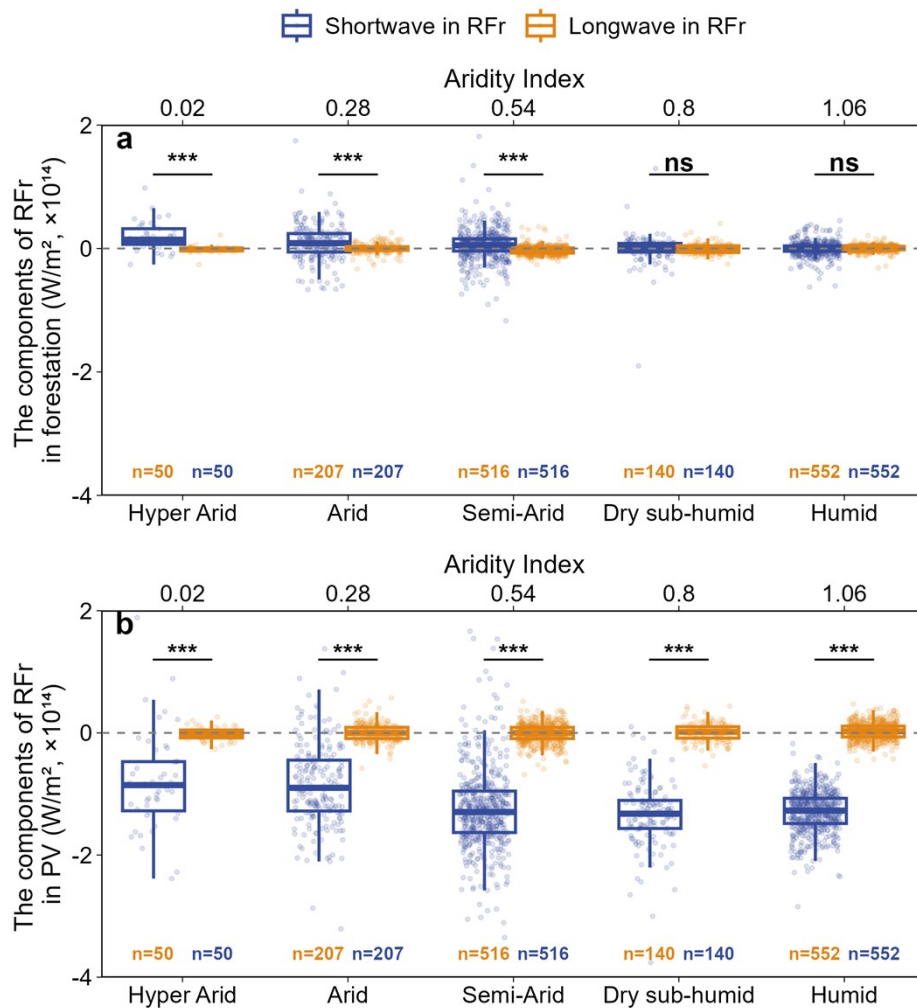 Shortwave in RFr Longwave in RFr
Aridity Index
0.02 0.28 0.54 0.8 1.06
a
*** *** *** ns ns
The components of RFr
in forestation (W/m², ×10¹⁴)
2
0
-2
-4
n=50 n=50 n=207 n=207 n=516 n=516 n=140 n=140 n=552 n=552
Hyper Arid Arid Semi-Arid Dry sub-humid Humid
Aridity Index
0.02 0.28 0.54 0.8 1.06
b
*** *** *** *** ***
The components of RFr
in PV (W/m², ×10¹⁴)
2
0
-2
-4
n=50 n=50 n=207 n=207 n=516 n=516 n=140 n=140 n=552 n=552
Hyper Arid Arid Semi-Arid Dry sub-humid Humid